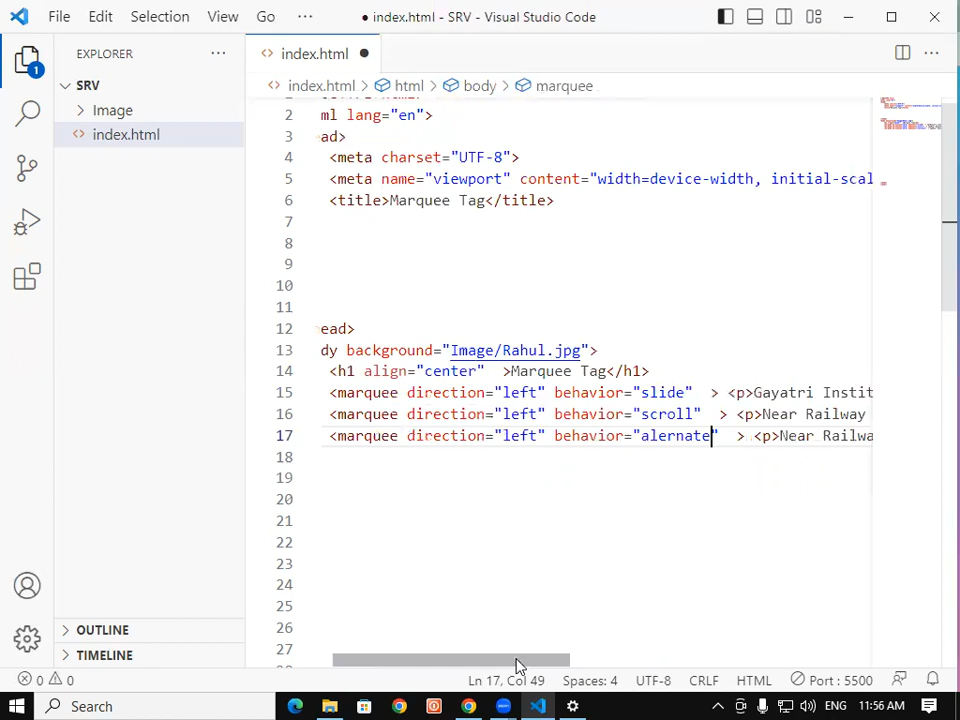 File Edit Selection View Go ··· ● index.html - SRV - Visual Studio Code
EXPLORER ···
<> index.html ●
1
SRV
<> index.html > html > body > marquee
> Image
<> index.html
2 ml lang="en">
3 ad>
4 <meta charset="UTF-8">
5 <meta name="viewport" content="width=device-width, initial-scal
6 <title>Marquee Tag</title>
7
8
9
10
11
12 ead>
13 dy background="Image/Rahul.jpg">
14 <h1 align="center" >Marquee Tag</h1>
15 <marquee direction="left" behavior="slide" > <p>Gayatri Instit
16 <marquee direction="left" behavior="scroll" > <p>Near Railway
17 <marquee direction="left" behavior="alernate" > <p>Near Railwa
18
19
20
21
22
23
24
25
26
27
> OUTLINE
> TIMELINE
0 0 Ln 17, Col 49 Spaces: 4 UTF-8 CRLF HTML Port : 5500
Search ENG 11:56 AM